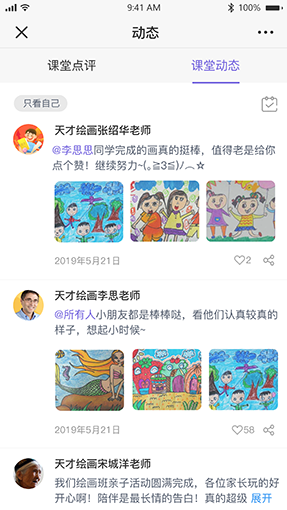 9:41 AM
100%
动态
课堂点评
课堂动态
只看自己
天才绘画张绍华老师
@李思思同学完成的画真的挺棒，值得老是给你
点个赞！继续努力~(｡≧3≦)ﾉ⌒☆
2019年5月21日
2
天才绘画李思老师
@所有人小朋友都是棒棒哒，看他们认真较真的
样子，想起小时候~
2019年5月21日
58
天才绘画宋城洋老师
我们绘画班亲子活动圆满完成，各位家长玩的好
开心啊！陪伴是最长情的告白！真的超级 展开